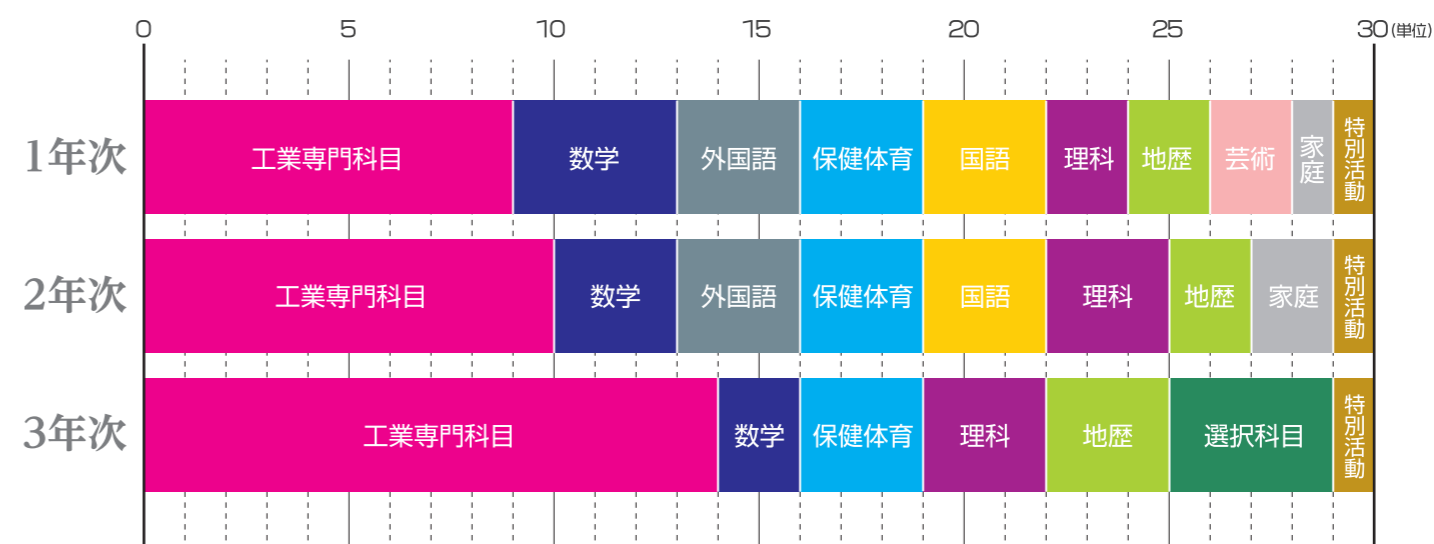 0 5 10 15 20 25 30(単位)
1年次 工業専門科目 数学 外国語 保健体育 国語 理科 地歴 芸術 家庭 特別活動
2年次 工業専門科目 数学 外国語 保健体育 国語 理科 地歴 家庭 特別活動
3年次 工業専門科目 数学 保健体育 理科 地歴 選択科目 特別活動